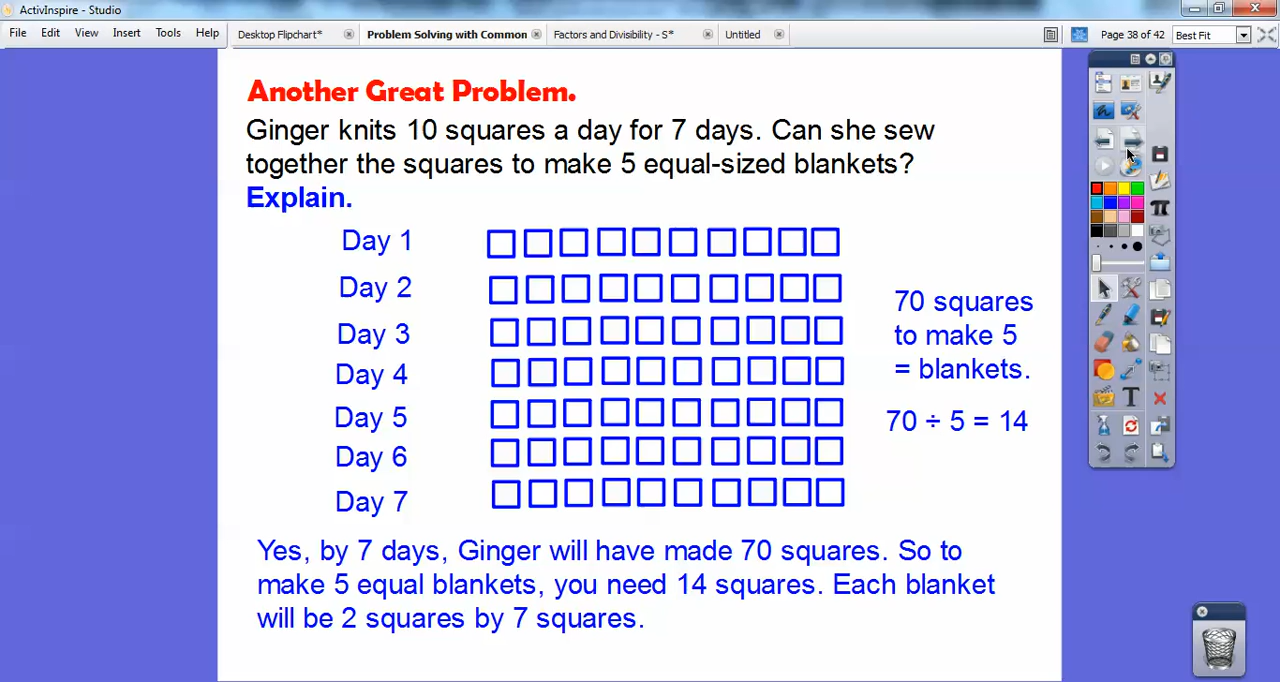 ActivInspire - Studio
File Edit View Insert Tools Help
Desktop Flipchart* Problem Solving with Common Factors and Divisibility - S* Untitled
Page 38 of 42 Best Fit
Another Great Problem.
Ginger knits 10 squares a day for 7 days. Can she sew
together the squares to make 5 equal-sized blankets?
Explain.
Day 1
Day 2
Day 3
Day 4
Day 5
Day 6
Day 7
70 squares
to make 5
= blankets.
70 ÷ 5 = 14
Yes, by 7 days, Ginger will have made 70 squares. So to
make 5 equal blankets, you need 14 squares. Each blanket
will be 2 squares by 7 squares.